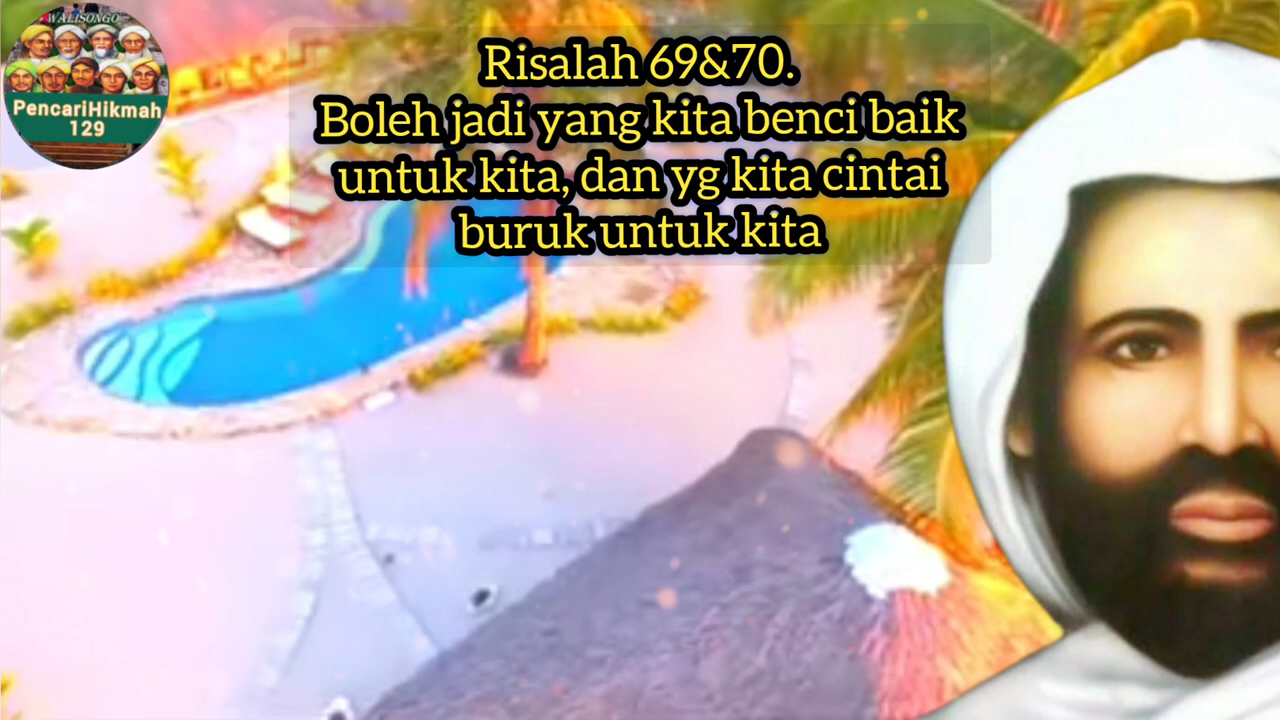 WALISONGO
PencariHikmah
129
Risalah 69&70.
Boleh jadi yang kita benci baik
untuk kita, dan yg kita cintai
buruk untuk kita